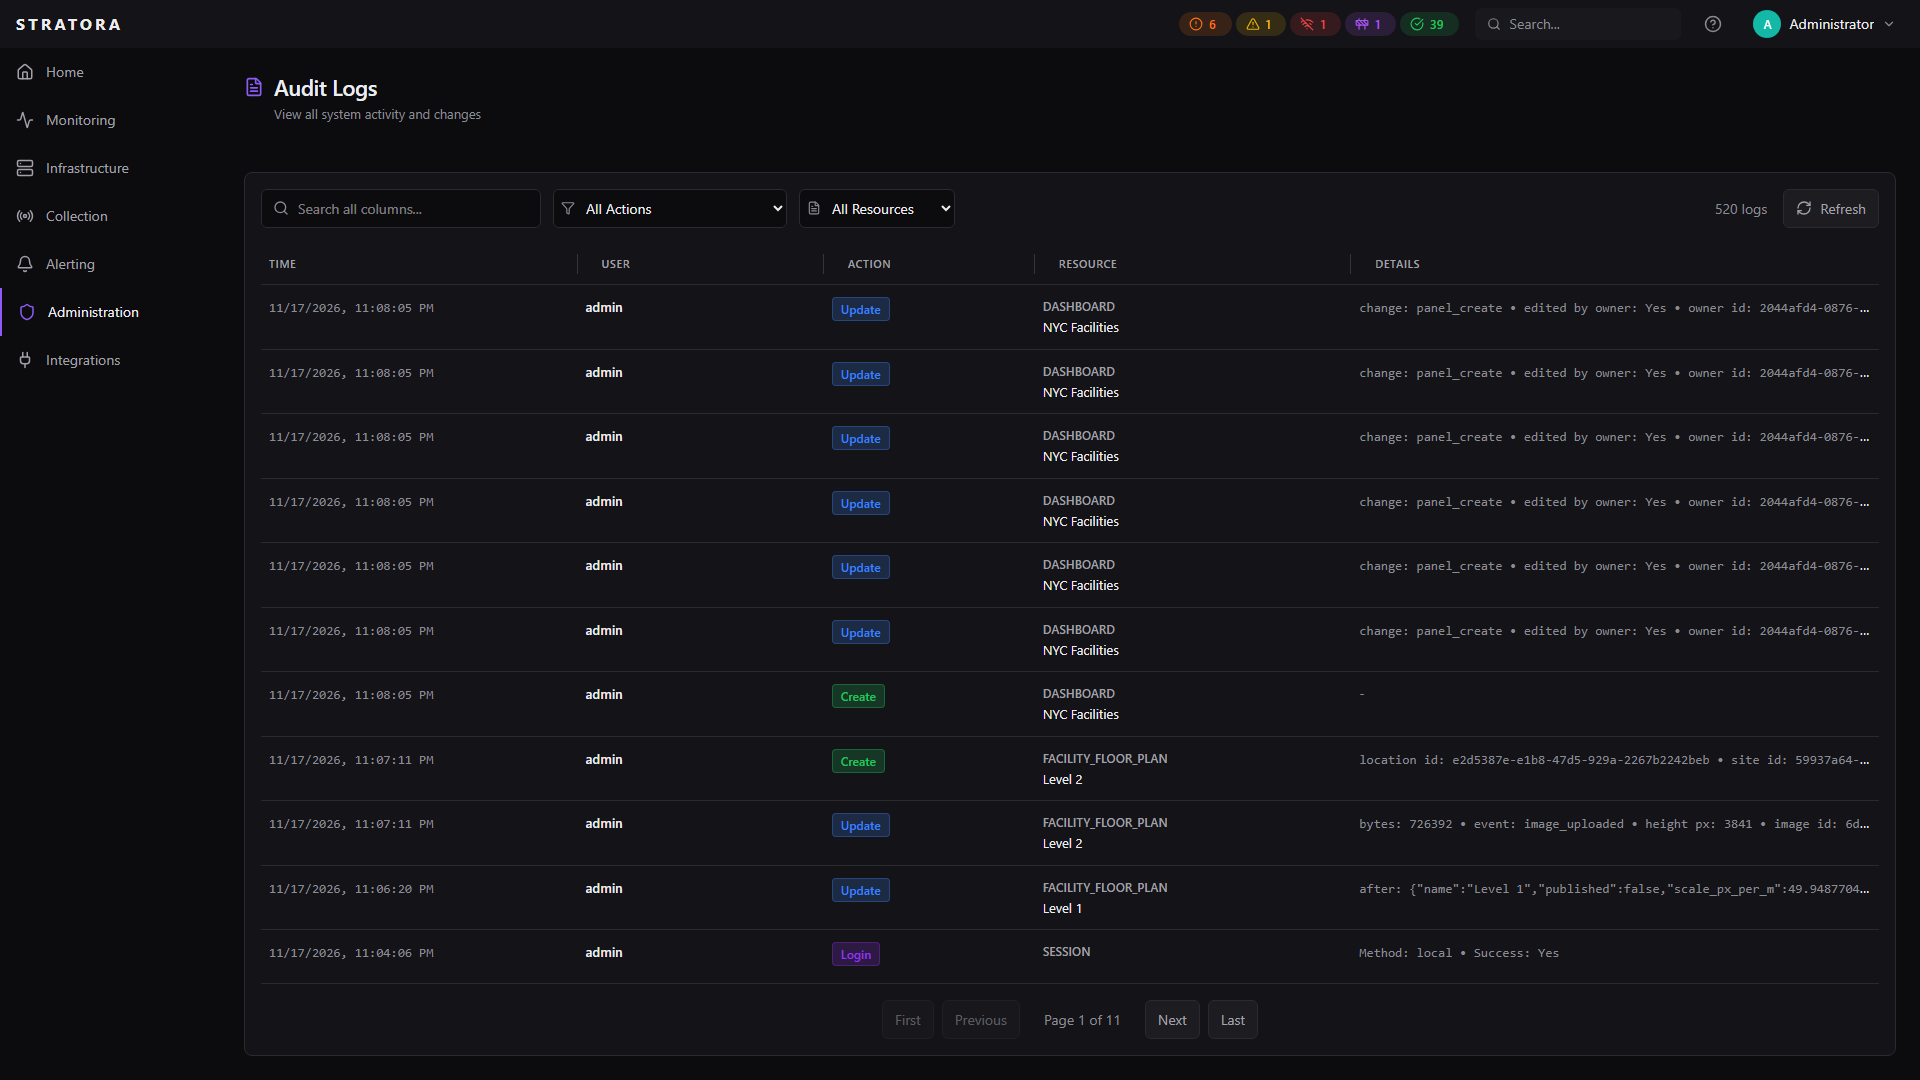 STRATORA
6
1
1
1
39
Search...
A
Administrator
Home
Monitoring
Infrastructure
Collection
Alerting
Administration
Integrations
Audit Logs
View all system activity and changes
Search all columns...
All Actions
All Resources
520 logs
Refresh
TIME USER ACTION RESOURCE DETAILS
11/17/2026, 11:08:05 PM admin Update DASHBOARD change: panel_create • edited by owner: Yes • owner id: 2044afd4-0876-…
NYC Facilities
11/17/2026, 11:08:05 PM admin Update DASHBOARD change: panel_create • edited by owner: Yes • owner id: 2044afd4-0876-…
NYC Facilities
11/17/2026, 11:08:05 PM admin Update DASHBOARD change: panel_create • edited by owner: Yes • owner id: 2044afd4-0876-…
NYC Facilities
11/17/2026, 11:08:05 PM admin Update DASHBOARD change: panel_create • edited by owner: Yes • owner id: 2044afd4-0876-…
NYC Facilities
11/17/2026, 11:08:05 PM admin Update DASHBOARD change: panel_create • edited by owner: Yes • owner id: 2044afd4-0876-…
NYC Facilities
11/17/2026, 11:08:05 PM admin Update DASHBOARD change: panel_create • edited by owner: Yes • owner id: 2044afd4-0876-…
NYC Facilities
11/17/2026, 11:08:05 PM admin Create DASHBOARD -
NYC Facilities
11/17/2026, 11:07:11 PM admin Create FACILITY_FLOOR_PLAN location id: e2d5387e-e1b8-47d5-929a-2267b2242beb • site id: 59937a64-…
Level 2
11/17/2026, 11:07:11 PM admin Update FACILITY_FLOOR_PLAN bytes: 726392 • event: image_uploaded • height px: 3841 • image id: 6d…
Level 2
11/17/2026, 11:06:20 PM admin Update FACILITY_FLOOR_PLAN after: {"name":"Level 1","published":false,"scale_px_per_m":49.9487704…
Level 1
11/17/2026, 11:04:06 PM admin Login SESSION Method: local • Success: Yes
First
Previous
Page 1 of 11
Next
Last